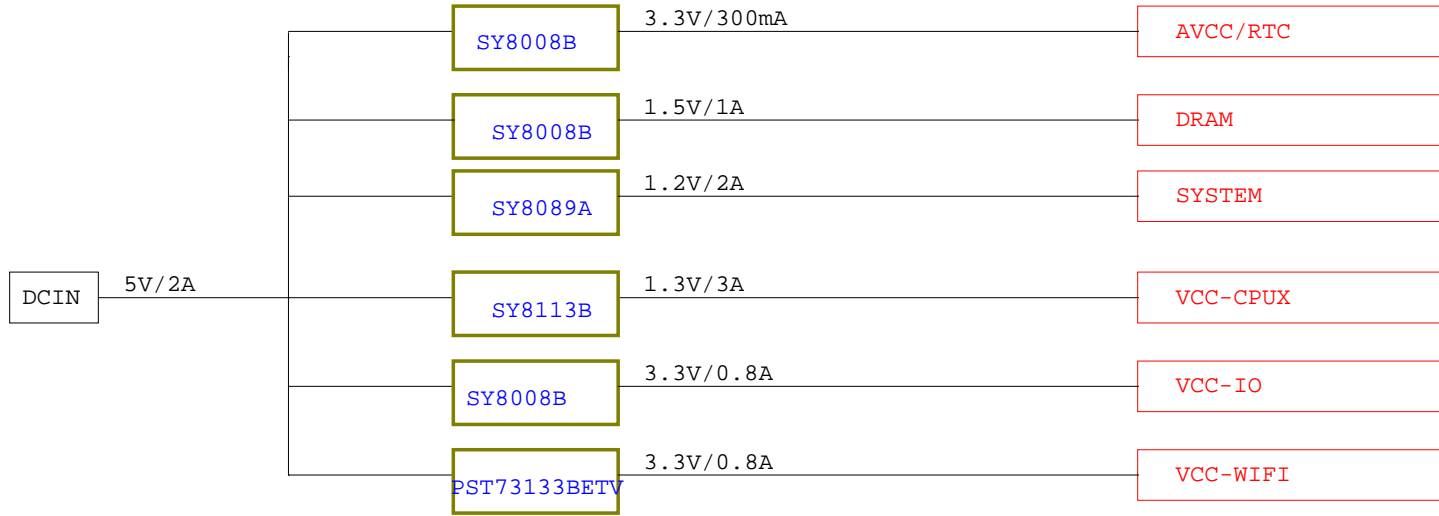 3.3V/300mA
SY8008B
AVCC/RTC
1.5V/1A
SY8008B
DRAM
1.2V/2A
SY8089A
SYSTEM
DCIN
5V/2A
1.3V/3A
SY8113B
VCC-CPUX
3.3V/0.8A
SY8008B
VCC-IO
3.3V/0.8A
PST73133BETV
VCC-WIFI